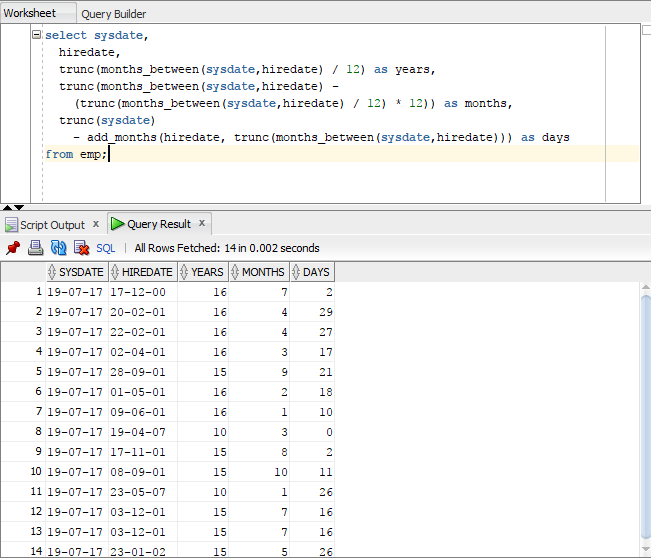 Worksheet Query Builder
select sysdate,
hiredate,
trunc(months_between(sysdate,hiredate) / 12) as years,
trunc(months_between(sysdate,hiredate) -
(trunc(months_between(sysdate,hiredate) / 12) * 12)) as months,
trunc(sysdate)
- add_months(hiredate, trunc(months_between(sysdate,hiredate))) as days
from emp;
Script Output x Query Result x
SQL | All Rows Fetched: 14 in 0.002 seconds
SYSDATE HIREDATE YEARS MONTHS DAYS
1 19-07-17 17-12-00 16 7 2
2 19-07-17 20-02-01 16 4 29
3 19-07-17 22-02-01 16 4 27
4 19-07-17 02-04-01 16 3 17
5 19-07-17 28-09-01 15 9 21
6 19-07-17 01-05-01 16 2 18
7 19-07-17 09-06-01 16 1 10
8 19-07-17 19-04-07 10 3 0
9 19-07-17 17-11-01 15 8 2
10 19-07-17 08-09-01 15 10 11
11 19-07-17 23-05-07 10 1 26
12 19-07-17 03-12-01 15 7 16
13 19-07-17 03-12-01 15 7 16
14 19-07-17 23-01-02 15 5 26